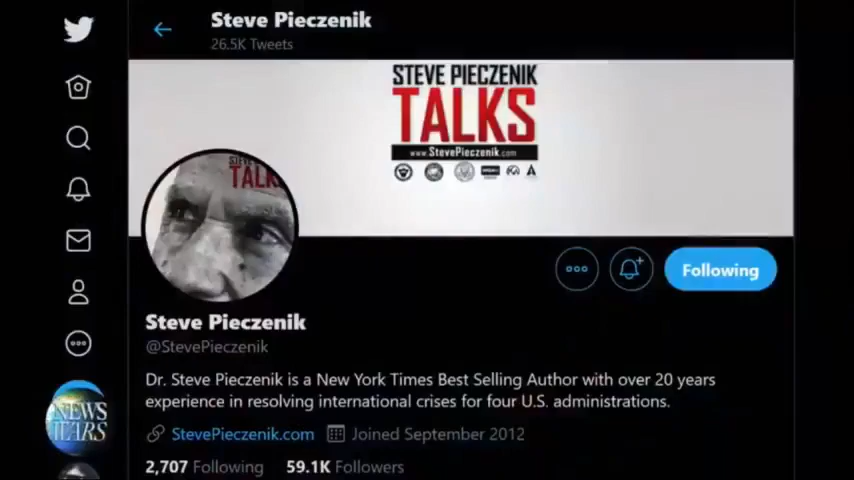 Steve Pieczenik
26.5K Tweets
STEVE PIECZENIK
TALKS
www.StevePieczenik.com
STEVE
TALK
Following
Steve Pieczenik
@StevePieczenik
Dr. Steve Pieczenik is a New York Times Best Selling Author with over 20 years
experience in resolving international crises for four U.S. administrations.
StevePieczenik.com Joined September 2012
NEWS
WARS
2,707 Following 59.1K Followers